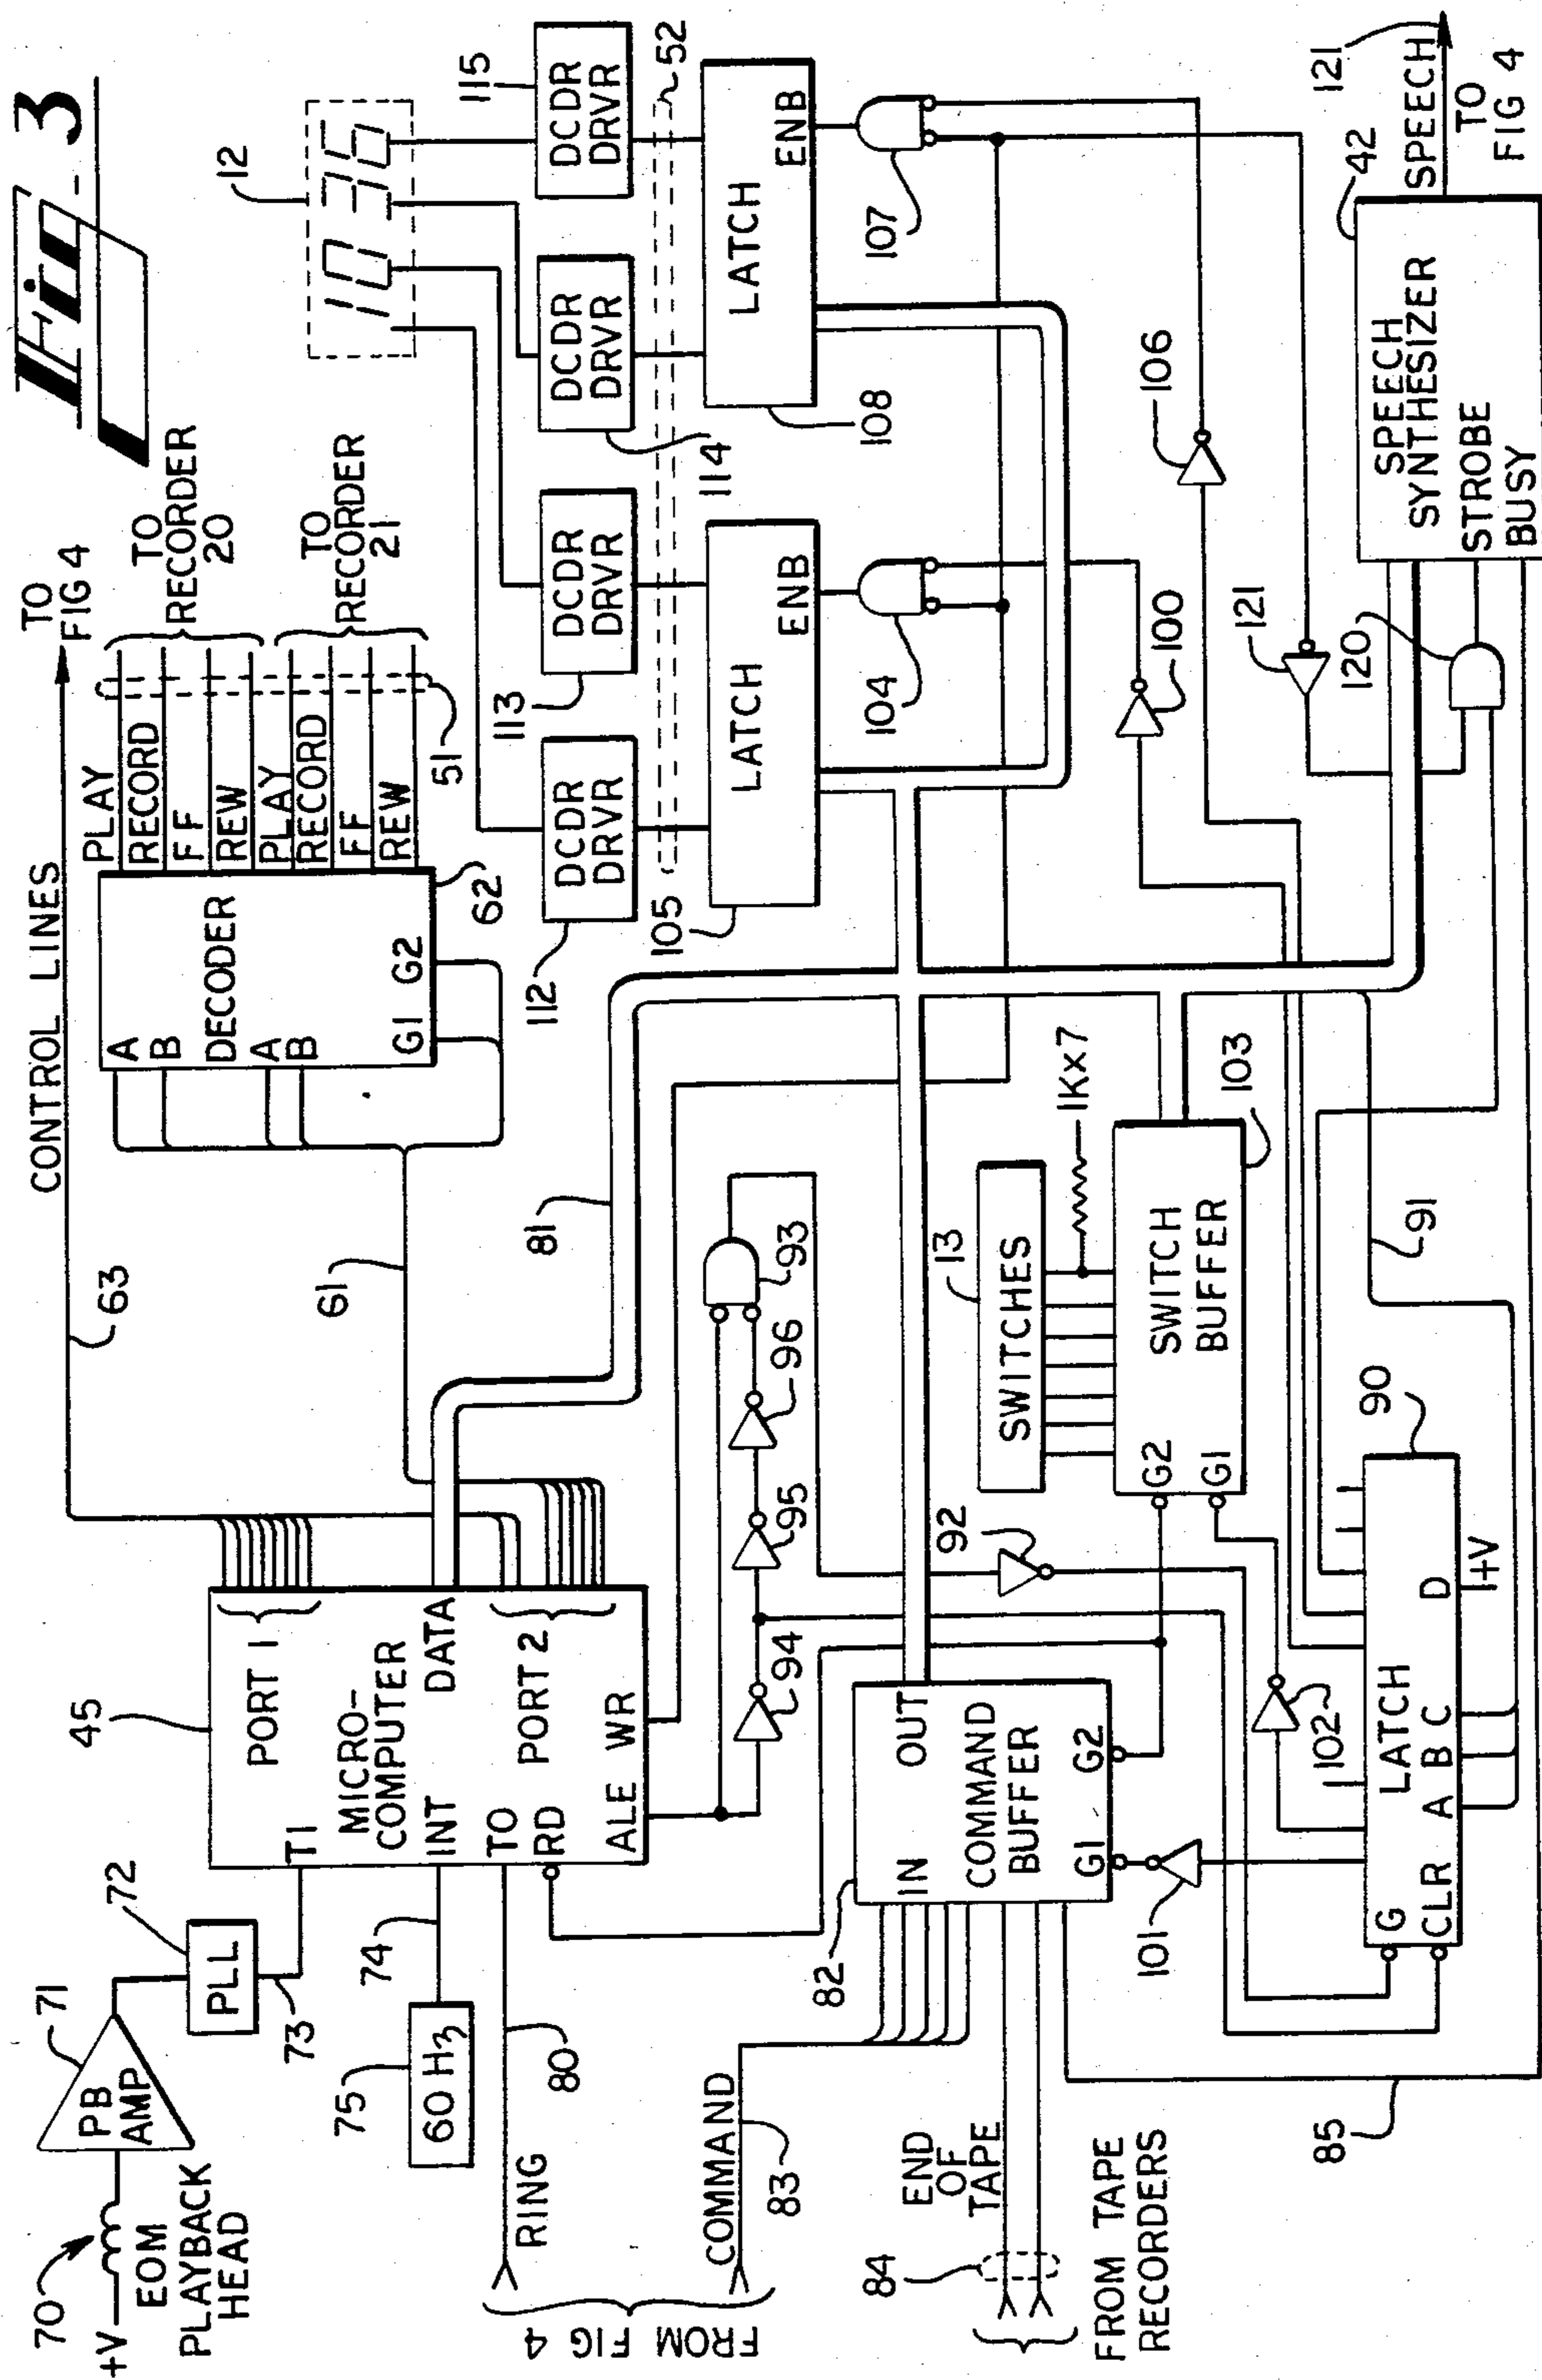 Fig. 3
CONTROL LINES
TO
FIG 4
63
PLAY
RECORD
FF
REW
PLAY
RECORD
FF
REW
TO
RECORDER
20
TO
RECORDER
21
51
A
B
DECODER
A
B
G1 G2
62
61
12
10 36
115
DCDR
DRVR
DCDR
DRVR
114
DCDR
DRVR
113
DCDR
DRVR
112
52
LATCH
ENB
108
107
LATCH
ENB
105
104
70
+V
EOM
PLAYBACK
HEAD
71
PB
AMP
72
PLL
73
45
PORT 1
T1
MICRO-
COMPUTER
INT
DATA
TO
RD
PORT 2
ALE WR
74
75
60 Hz
80
RING
81
COMMAND
83
FROM FIG 4
END
OF
TAPE
84
FROM TAPE
RECORDERS
85
82
IN
OUT
COMMAND
BUFFER
G1
G2
93
94
95
96
92
13
SWITCHES
1K x 7
SWITCH
BUFFER
G2
G1
103
101
102
90
LATCH
G
CLR
A B C
D
+V
91
100
106
121
120
42
SPEECH
SYNTHESIZER
STROBE
BUSY
SPEECH
121
TO
FIG 4